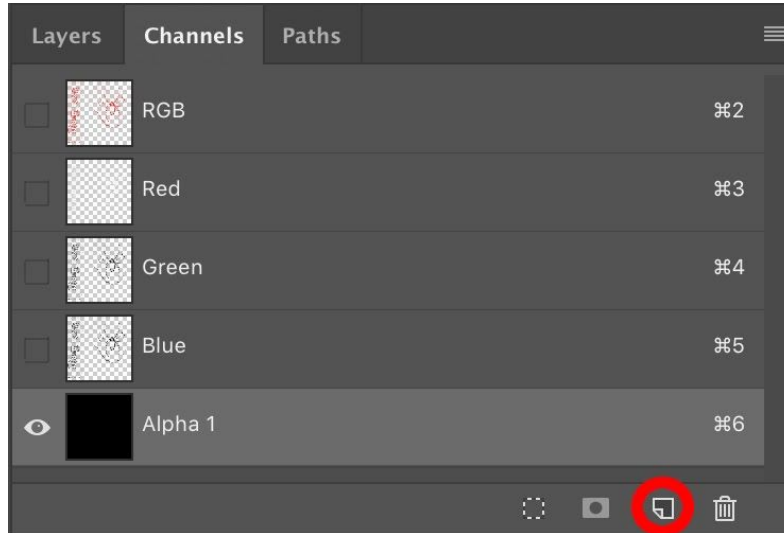 Layers Channels Paths
RGB ⌘2
Red ⌘3
Green ⌘4
Blue ⌘5
Alpha 1 ⌘6